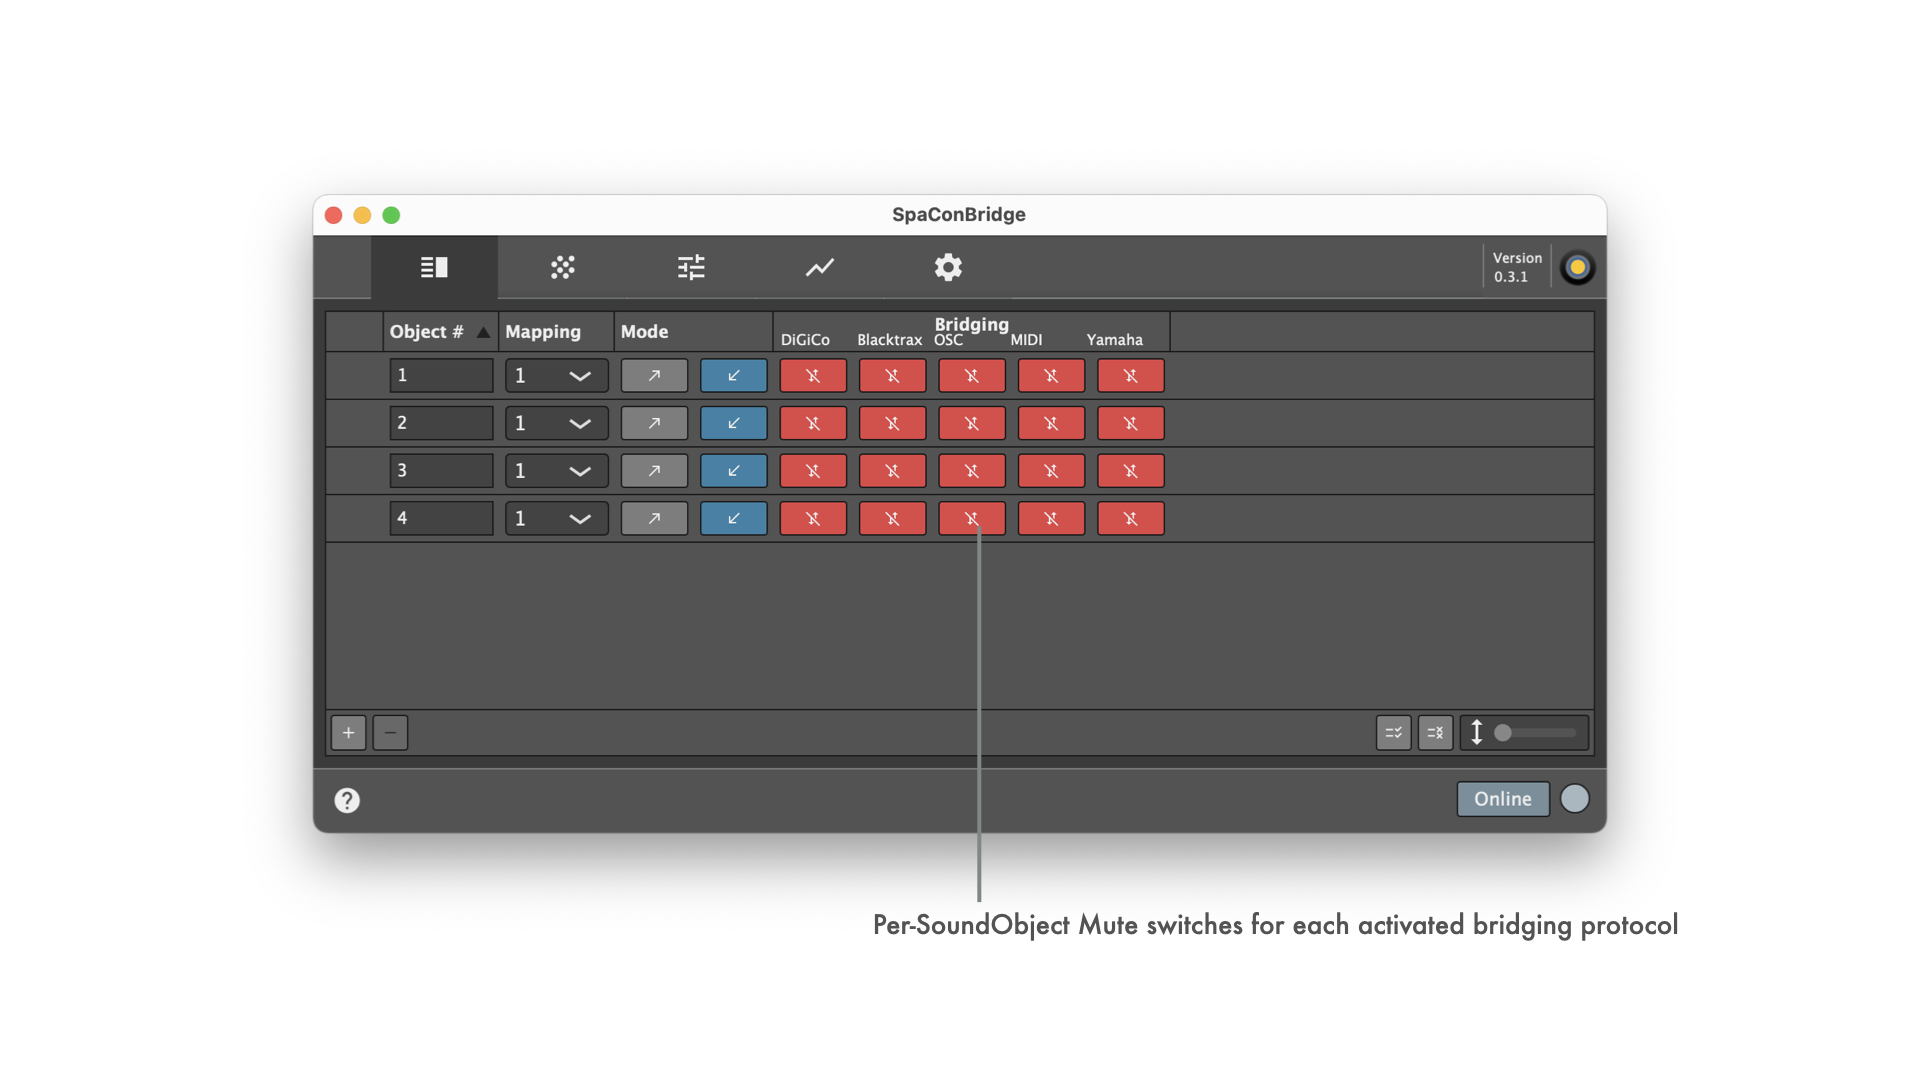 SpaConBridge
Version
0.3.1
Object # Mapping Mode Bridging
DiGiCo Blacktrax OSC MIDI Yamaha
1 1
2 1
3 1
4 1
+ −
? Online
Per-SoundObject Mute switches for each activated bridging protocol